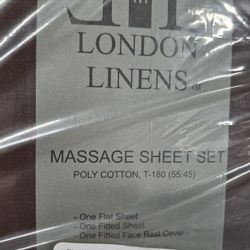 LONDON
LINENS TM
MASSAGE SHEET SET
POLY COTTON, T-180 (55:45)
- One Flat Sheet
- One Fitted Sheet
- One Fitted Face Rest Cover